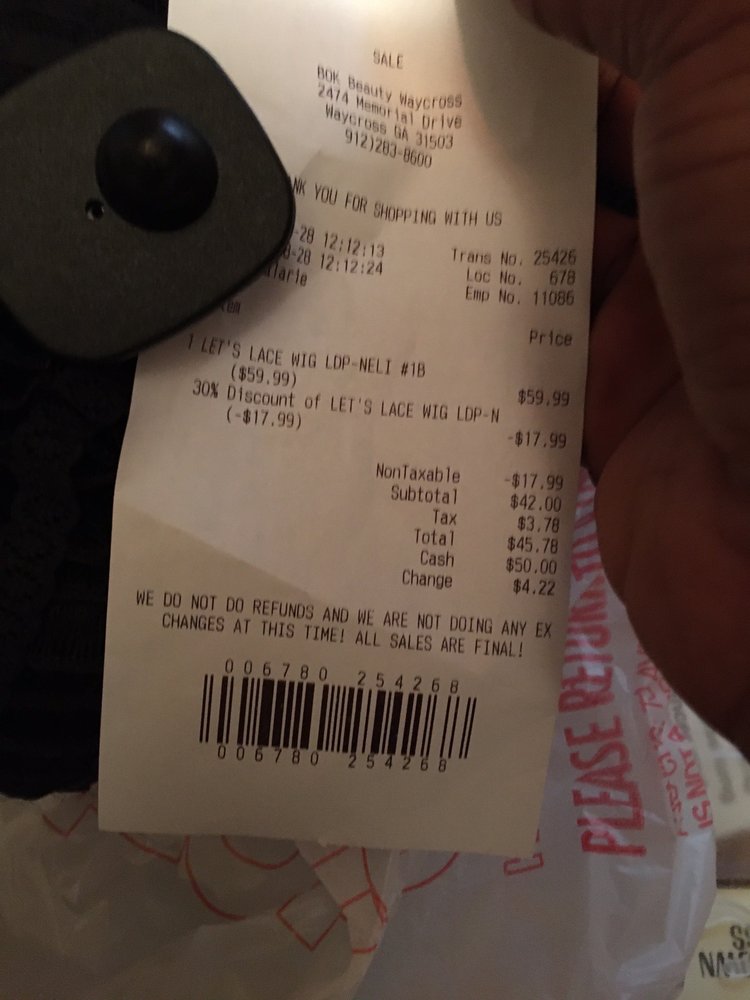 SALE
BOK Beauty Waycross
2474 Memorial Drive
Waycross GA 31503
912)283-8600
NK YOU FOR SHOPPING WITH US
-28 12:12:13 Trans No. 25426
-28 12:12:24 Loc No. 678
larie Emp No. 11086
Price
1 LET'S LACE WIG LDP-NELI #1B
($59.99) $59.99
30% Discount of LET'S LACE WIG LDP-N
(-$17.99) -$17.99
NonTaxable -$17.99
Subtotal $42.00
Tax $3.78
Total $45.78
Cash $50.00
Change $4.22
WE DO NOT DO REFUNDS AND WE ARE NOT DOING ANY EX
CHANGES AT THIS TIME! ALL SALES ARE FINAL!
006780 254268
006780 254268
PLEASE RETURN TO
IS NOT A